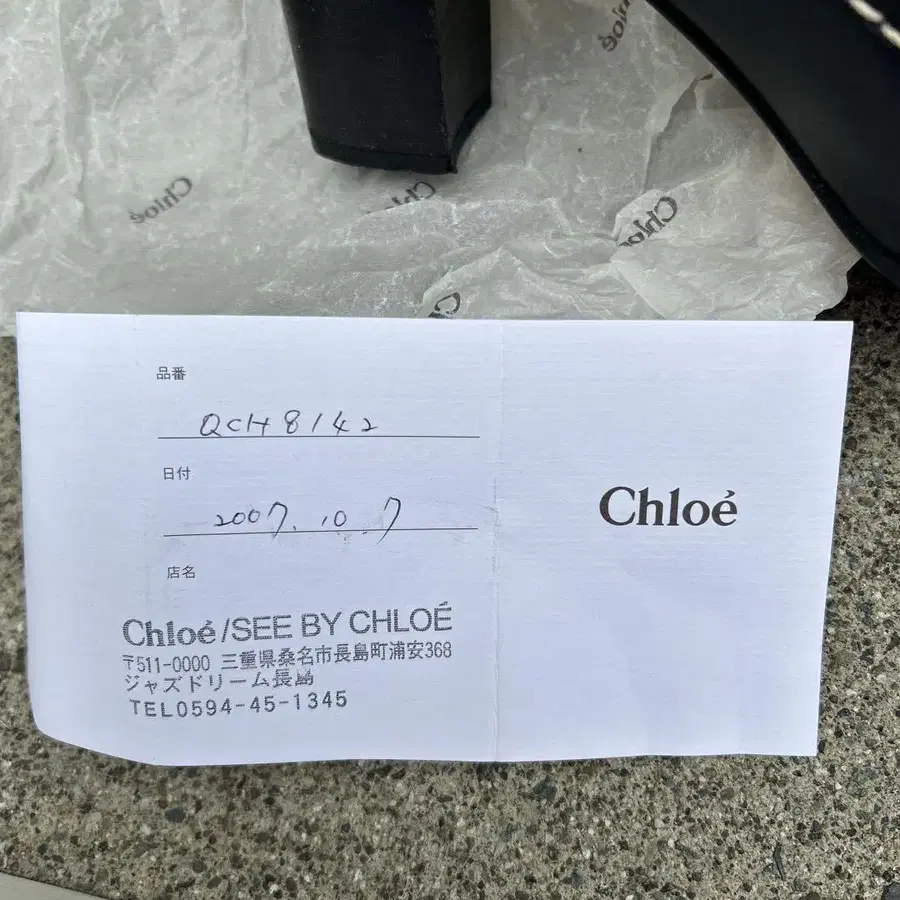 Chloé
Chloé
Chloé
Chloé
Chl
品番
QCH8142
日付
2007.10.7
店名
Chloé/SEE BY CHLOÉ
〒511-0000 三重県桑名市長島町浦安368
ジャズドリーム長島
TEL0594-45-1345
Chloé